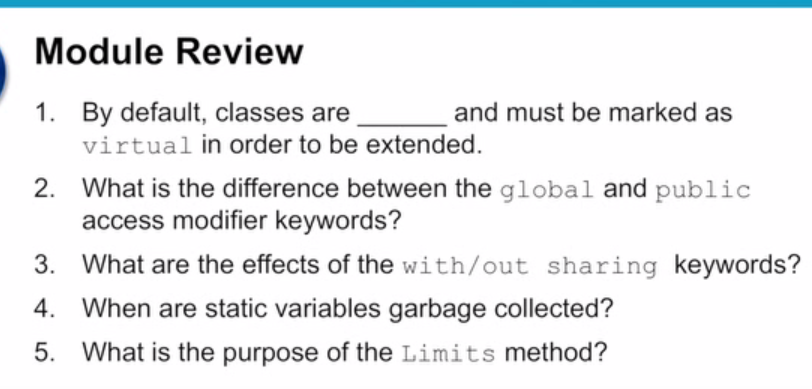 Module Review
1. By default, classes are ______ and must be marked as
virtual in order to be extended.
2. What is the difference between the global and public
access modifier keywords?
3. What are the effects of the with/out sharing keywords?
4. When are static variables garbage collected?
5. What is the purpose of the Limits method?